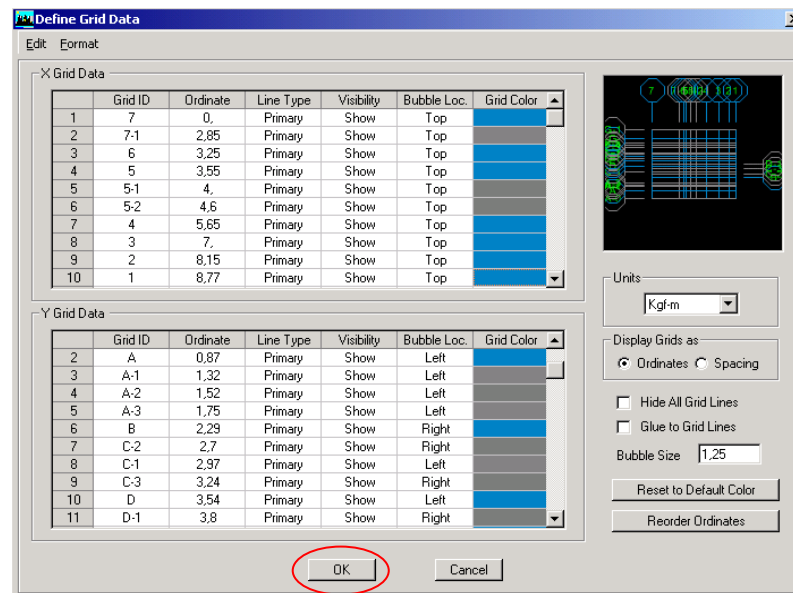 Define Grid Data
Edit Format
X Grid Data
Grid ID Ordinate Line Type Visibility Bubble Loc. Grid Color
1 7 0, Primary Show Top
2 7-1 2,85 Primary Show Top
3 6 3,25 Primary Show Top
4 5 3,55 Primary Show Top
5 5-1 4, Primary Show Top
6 5-2 4,6 Primary Show Top
7 4 5,65 Primary Show Top
8 3 7, Primary Show Top
9 2 8,15 Primary Show Top
10 1 8,77 Primary Show Top
Y Grid Data
Grid ID Ordinate Line Type Visibility Bubble Loc. Grid Color
2 A 0,87 Primary Show Left
3 A-1 1,32 Primary Show Left
4 A-2 1,52 Primary Show Left
5 A-3 1,75 Primary Show Left
6 B 2,29 Primary Show Right
7 C-2 2,7 Primary Show Right
8 C-1 2,97 Primary Show Left
9 C-3 3,24 Primary Show Right
10 D 3,54 Primary Show Left
11 D-1 3,8 Primary Show Right
7
Units
Kgf-m
Display Grids as
Ordinates Spacing
Hide All Grid Lines
Glue to Grid Lines
Bubble Size 1,25
Reset to Default Color
Reorder Ordinates
OK Cancel